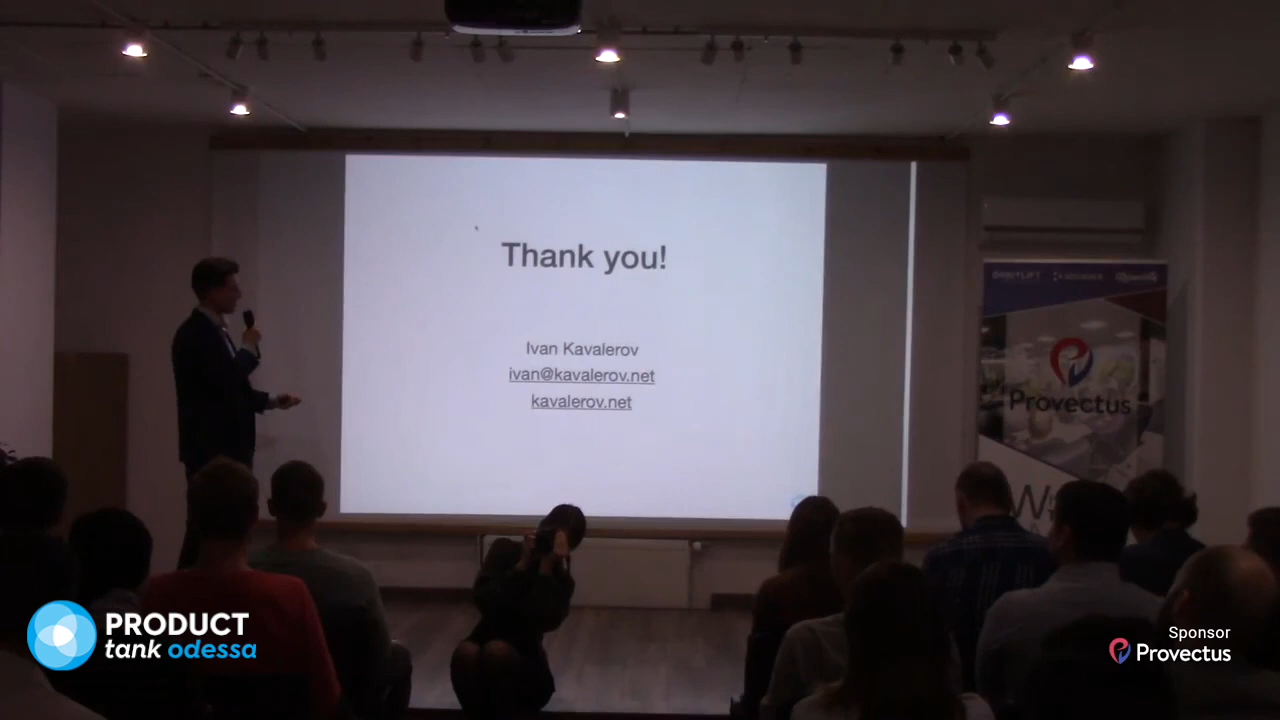 Thank you!
Ivan Kavalerov
ivan@kavalerov.net
kavalerov.net
Provectus
PRODUCT
tank odessa
Sponsor
Provectus